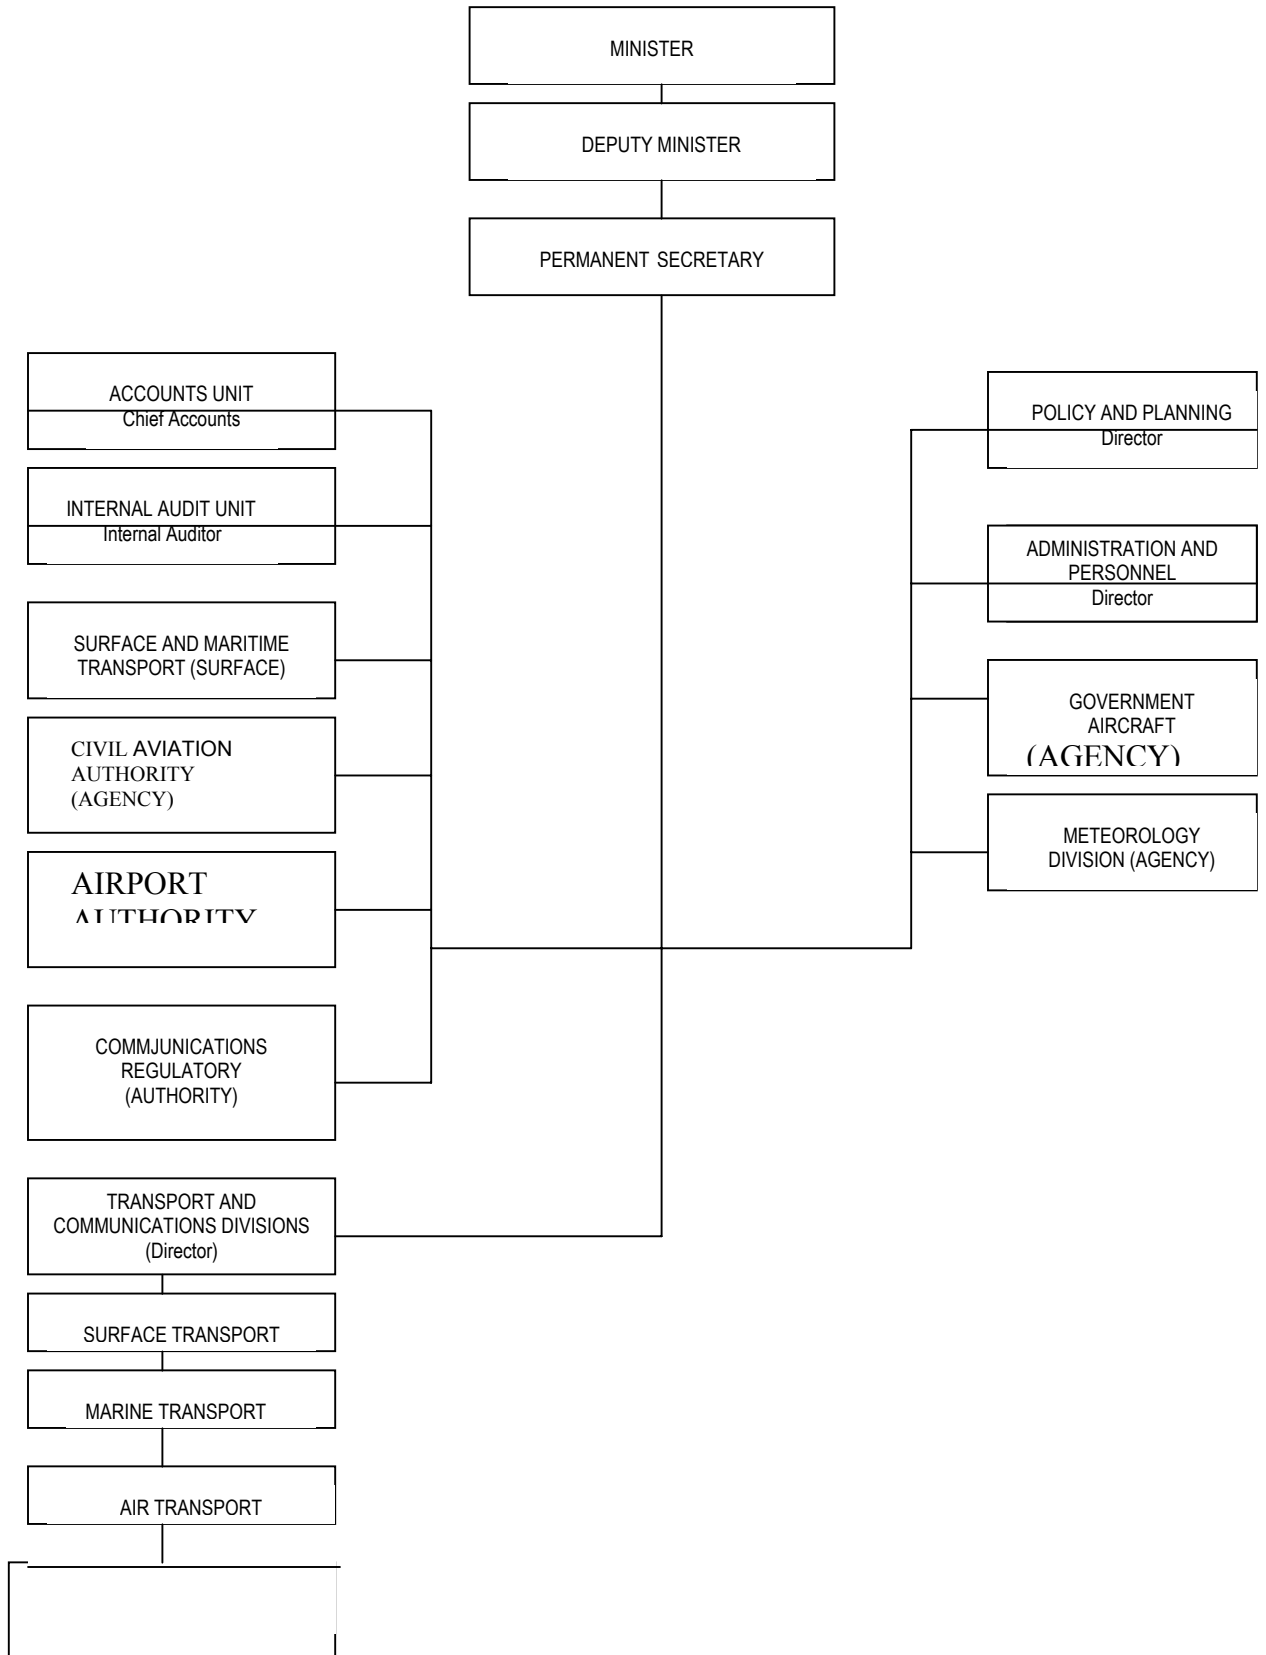 MINISTER
DEPUTY MINISTER
PERMANENT SECRETARY
ACCOUNTS UNIT
Chief Accounts
INTERNAL AUDIT UNIT
Internal Auditor
SURFACE AND MARITIME
TRANSPORT (SURFACE)
CIVIL AVIATION
AUTHORITY
(AGENCY)
AIRPORT
AUTHORITY
COMMJUNICATIONS
REGULATORY
(AUTHORITY)
TRANSPORT AND
COMMUNICATIONS DIVISIONS
(Director)
SURFACE TRANSPORT
MARINE TRANSPORT
AIR TRANSPORT
POLICY AND PLANNING
Director
ADMINISTRATION AND
PERSONNEL
Director
GOVERNMENT
AIRCRAFT
(AGENCY)
METEOROLOGY
DIVISION (AGENCY)